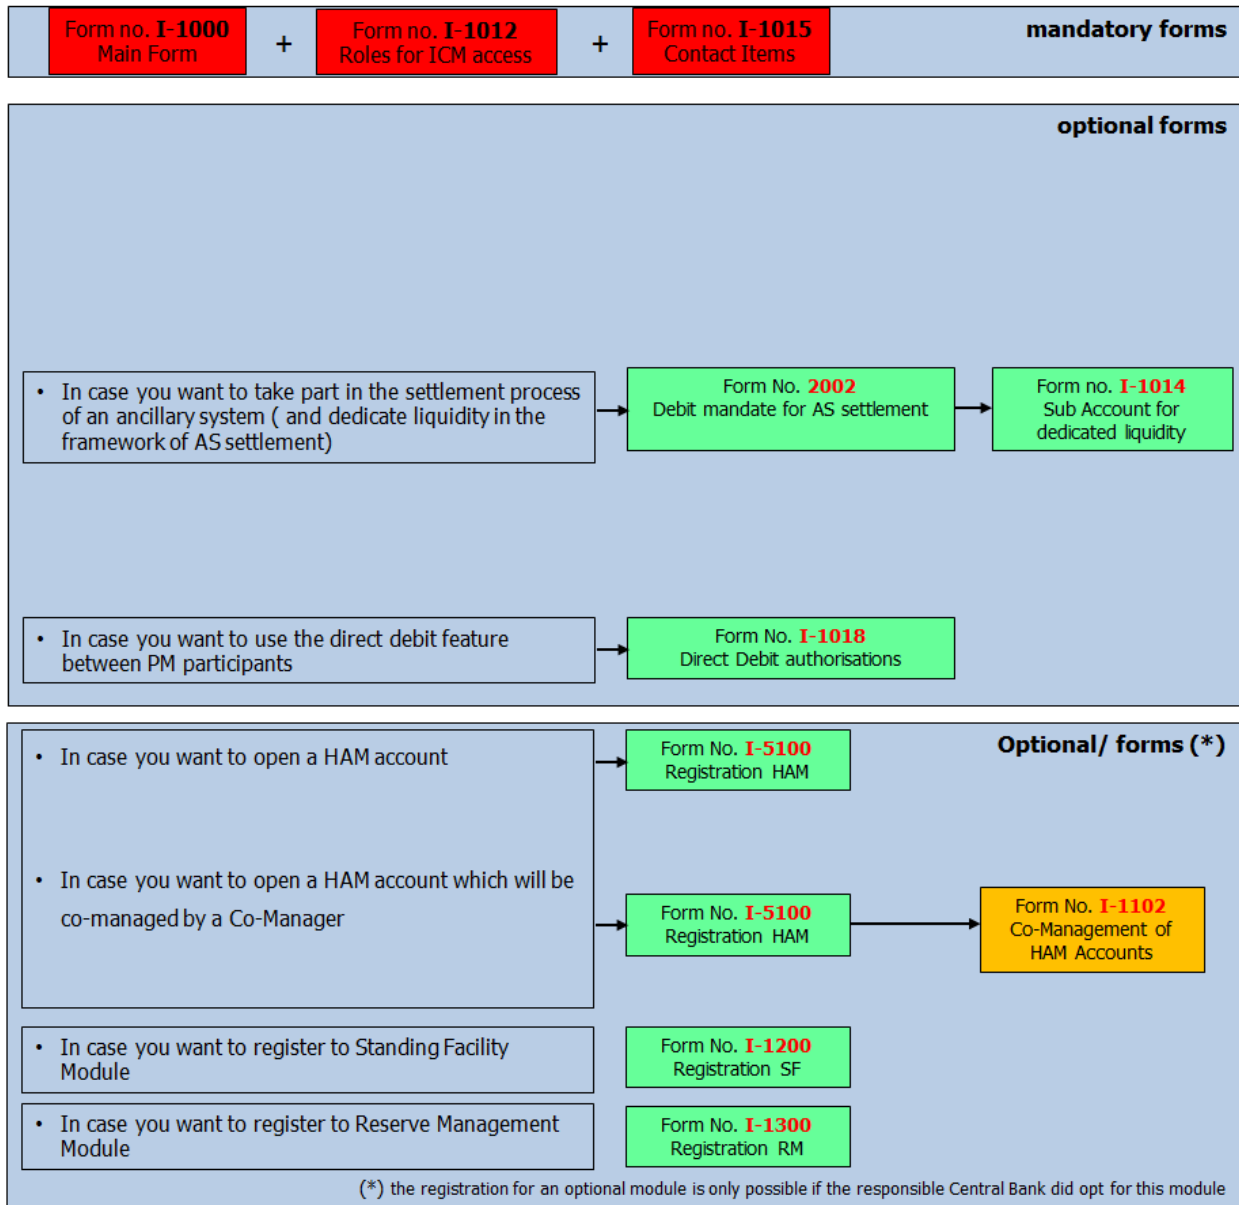 Form no. I-1000
Main Form
+
Form no. I-1012
Roles for ICM access
+
Form no. I-1015
Contact Items
mandatory forms
optional forms
• In case you want to take part in the settlement process
of an ancillary system ( and dedicate liquidity in the
framework of AS settlement)
Form No. 2002
Debit mandate for AS settlement
Form no. I-1014
Sub Account for
dedicated liquidity
• In case you want to use the direct debit feature
between PM participants
Form No. I-1018
Direct Debit authorisations
Optional/ forms (*)
• In case you want to open a HAM account
Form No. I-5100
Registration HAM
• In case you want to open a HAM account which will be
co-managed by a Co-Manager
Form No. I-5100
Registration HAM
Form No. I-1102
Co-Management of
HAM Accounts
• In case you want to register to Standing Facility
Module
Form No. I-1200
Registration SF
• In case you want to register to Reserve Management
Module
Form No. I-1300
Registration RM
(*) the registration for an optional module is only possible if the responsible Central Bank did opt for this module